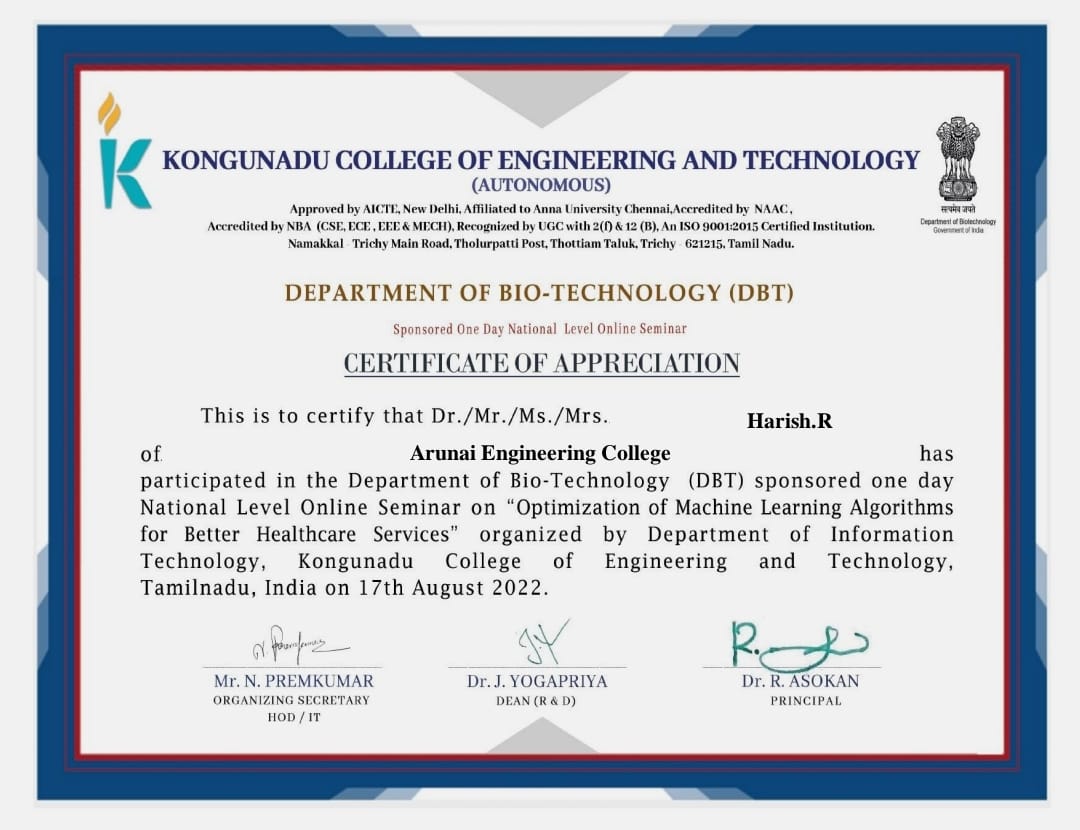 KONGUNADU COLLEGE OF ENGINEERING AND TECHNOLOGY
(AUTONOMOUS)
Approved by AICTE, New Delhi, Affiliated to Anna University Chennai,Accredited by NAAC ,
Accredited by NBA (CSE, ECE , EEE & MECH), Recognized by UGC with 2(f) & 12 (B), An ISO 9001:2015 Certified Institution.
Namakkal - Trichy Main Road, Tholurpatti Post, Thottiam Taluk, Trichy - 621215, Tamil Nadu.
सत्यमेव जयते
Department of Biotechnology
Government of India
DEPARTMENT OF BIO-TECHNOLOGY (DBT)
Sponsored One Day National Level Online Seminar
CERTIFICATE OF APPRECIATION
This is to certify that Dr./Mr./Ms./Mrs. Harish.R
of Arunai Engineering College has
participated in the Department of Bio-Technology (DBT) sponsored one day
National Level Online Seminar on “Optimization of Machine Learning Algorithms
for Better Healthcare Services” organized by Department of Information
Technology, Kongunadu College of Engineering and Technology,
Tamilnadu, India on 17th August 2022.
Mr. N. PREMKUMAR
ORGANIZING SECRETARY
HOD / IT
Dr. J. YOGAPRIYA
DEAN (R & D)
Dr. R. ASOKAN
PRINCIPAL